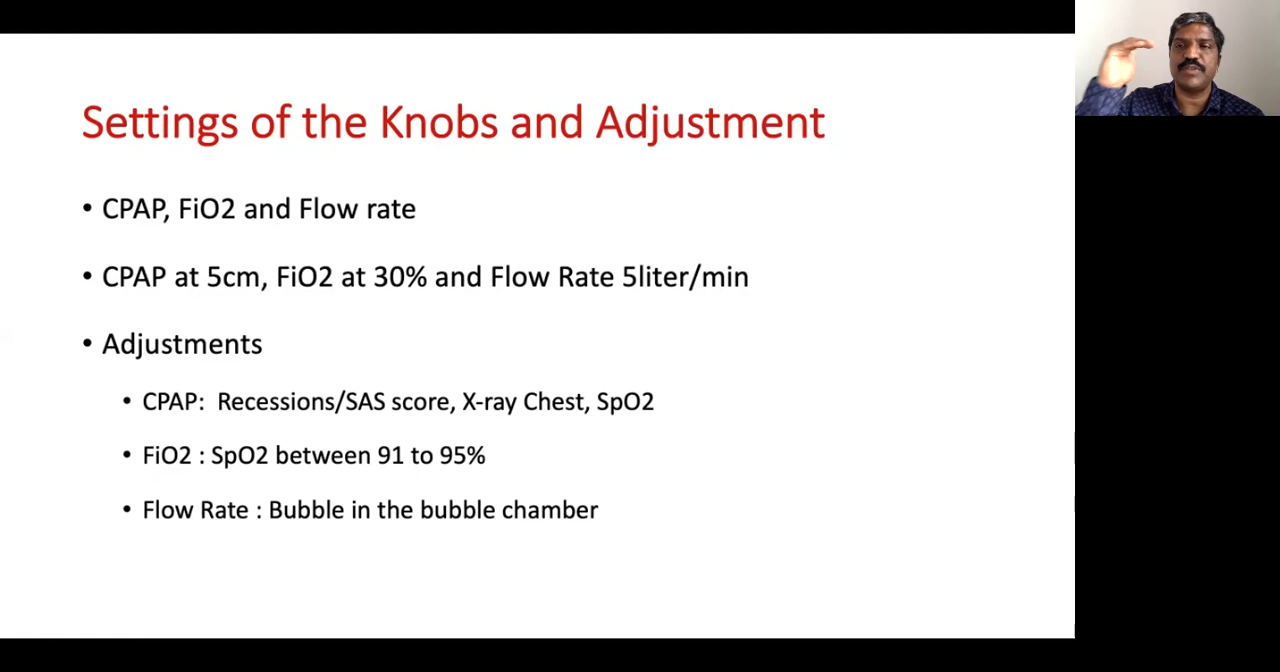 Settings of the Knobs and Adjustment
• CPAP, FiO2 and Flow rate
• CPAP at 5cm, FiO2 at 30% and Flow Rate 5liter/min
• Adjustments
• CPAP: Recessions/SAS score, X-ray Chest, SpO2
• FiO2 : SpO2 between 91 to 95%
• Flow Rate : Bubble in the bubble chamber